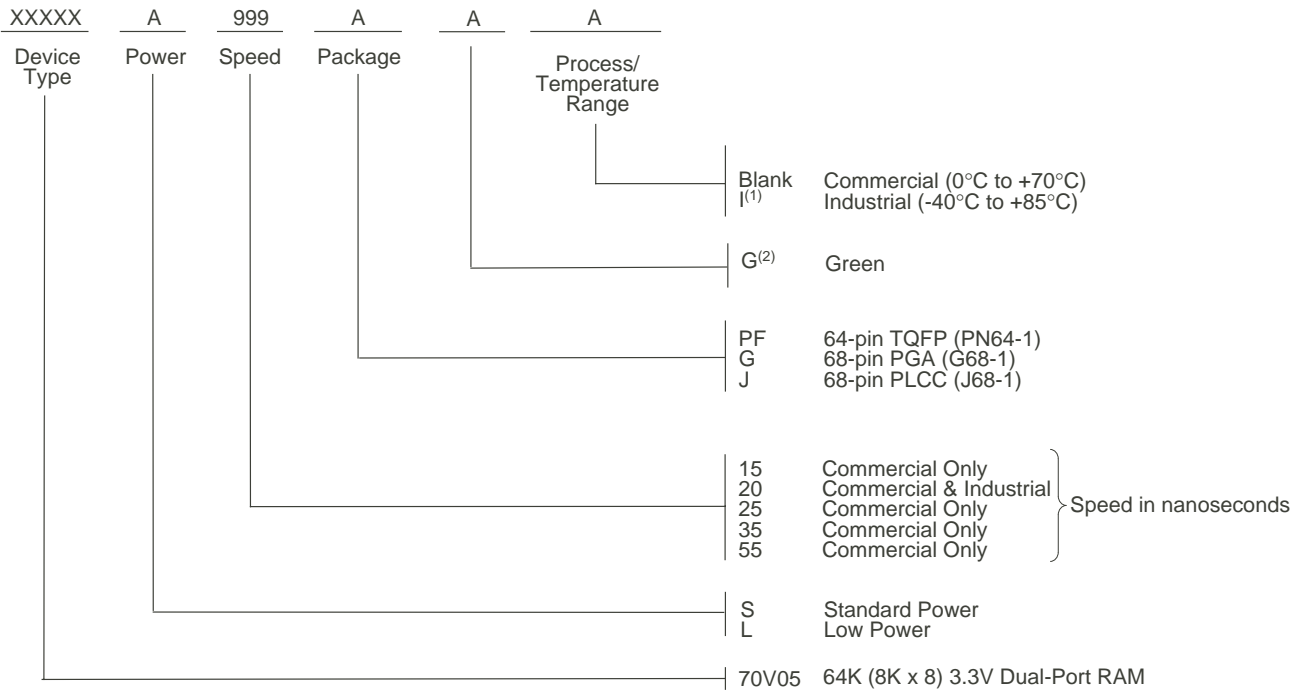 XXXXX A 999 A A A
Device Type
Power
Speed
Package
Process/
Temperature
Range
Blank Commercial (0°C to +70°C)
I(1) Industrial (-40°C to +85°C)
G(2) Green
PF 64-pin TQFP (PN64-1)
G 68-pin PGA (G68-1)
J 68-pin PLCC (J68-1)
15 Commercial Only
20 Commercial & Industrial
25 Commercial Only
35 Commercial Only
55 Commercial Only
Speed in nanoseconds
S Standard Power
L Low Power
70V05 64K (8K x 8) 3.3V Dual-Port RAM